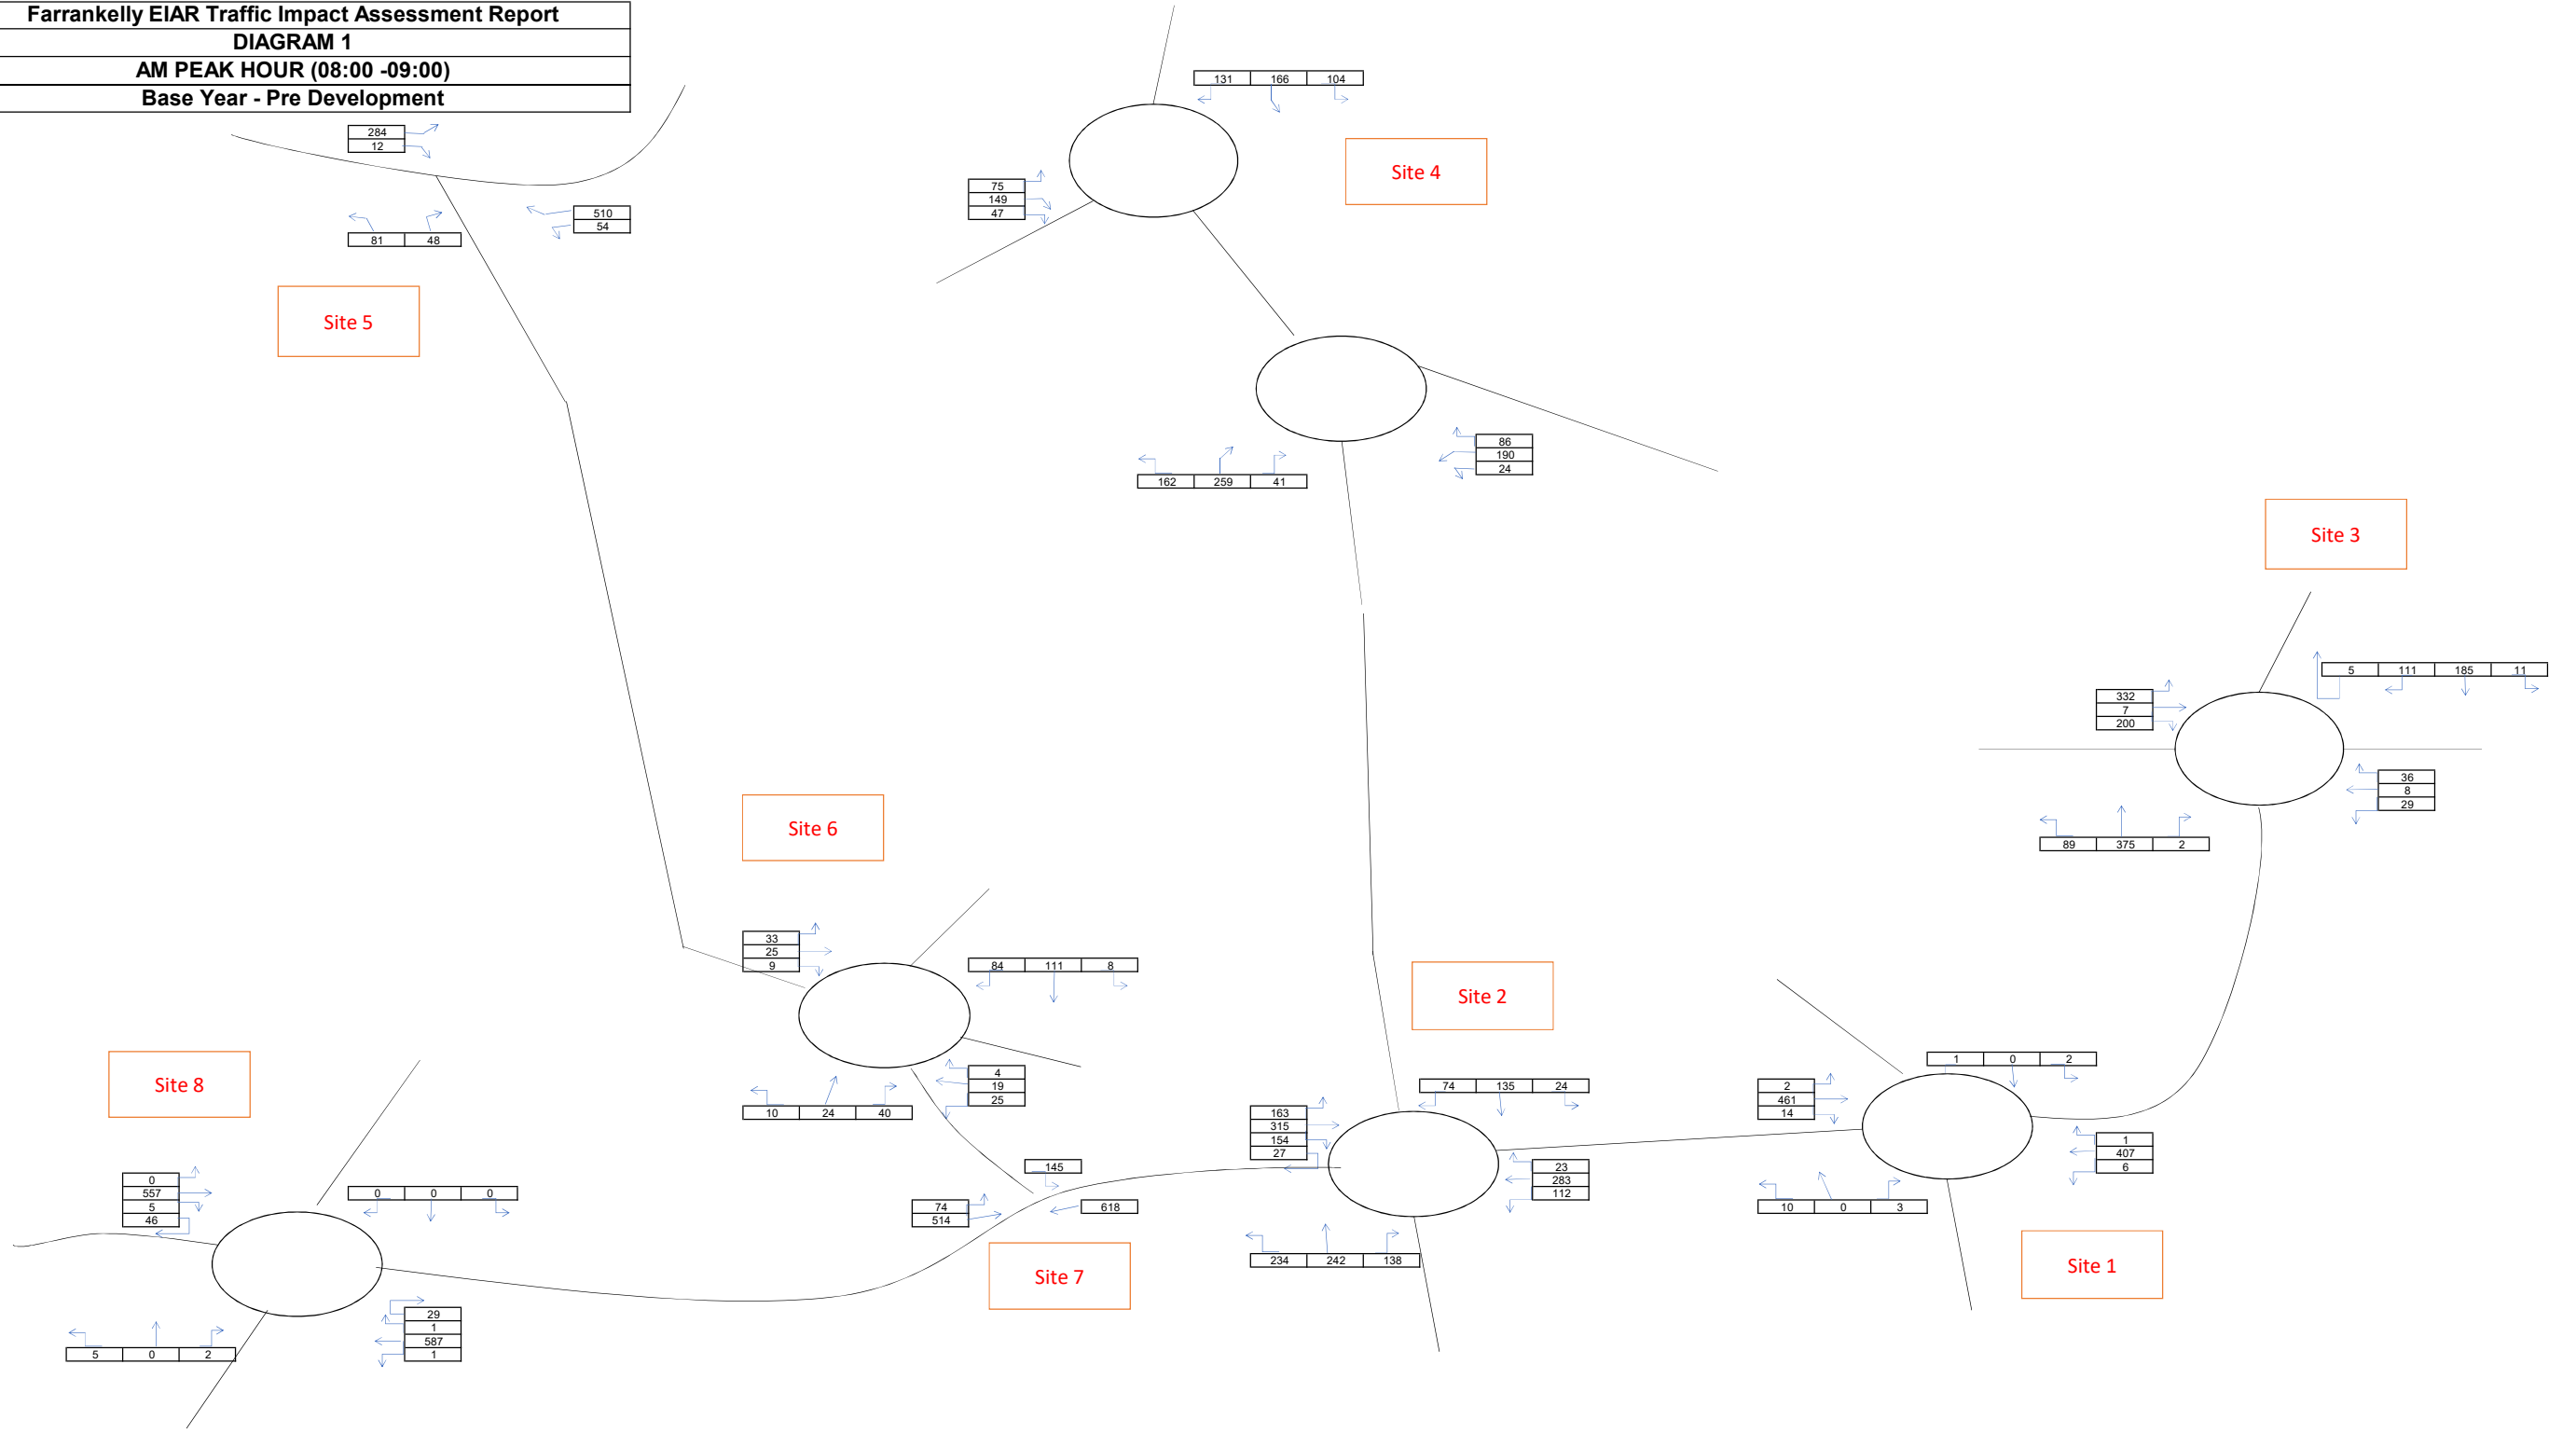 Farrankelly EIAR Traffic Impact Assessment Report
DIAGRAM 1
AM PEAK HOUR (08:00 -09:00)
Base Year - Pre Development
131 166 104
284
12
Site 4
75
149
47
510
54
81 48
Site 5
86
190
24
162 259 41
Site 3
5 111 185 11
332
7
200
36
8
29
89 375 2
Site 6
33
25
9
84 111 8
Site 2
4
19
25
10 24 40
Site 8
1 0 2
74 135 24
2
461
14
163
315
154
27
1
407
6
145
23
283
112
0
557
5
46
0 0 0
74
514
618
10 0 3
234 242 138
Site 7
Site 1
29
1
587
1
5 0 2